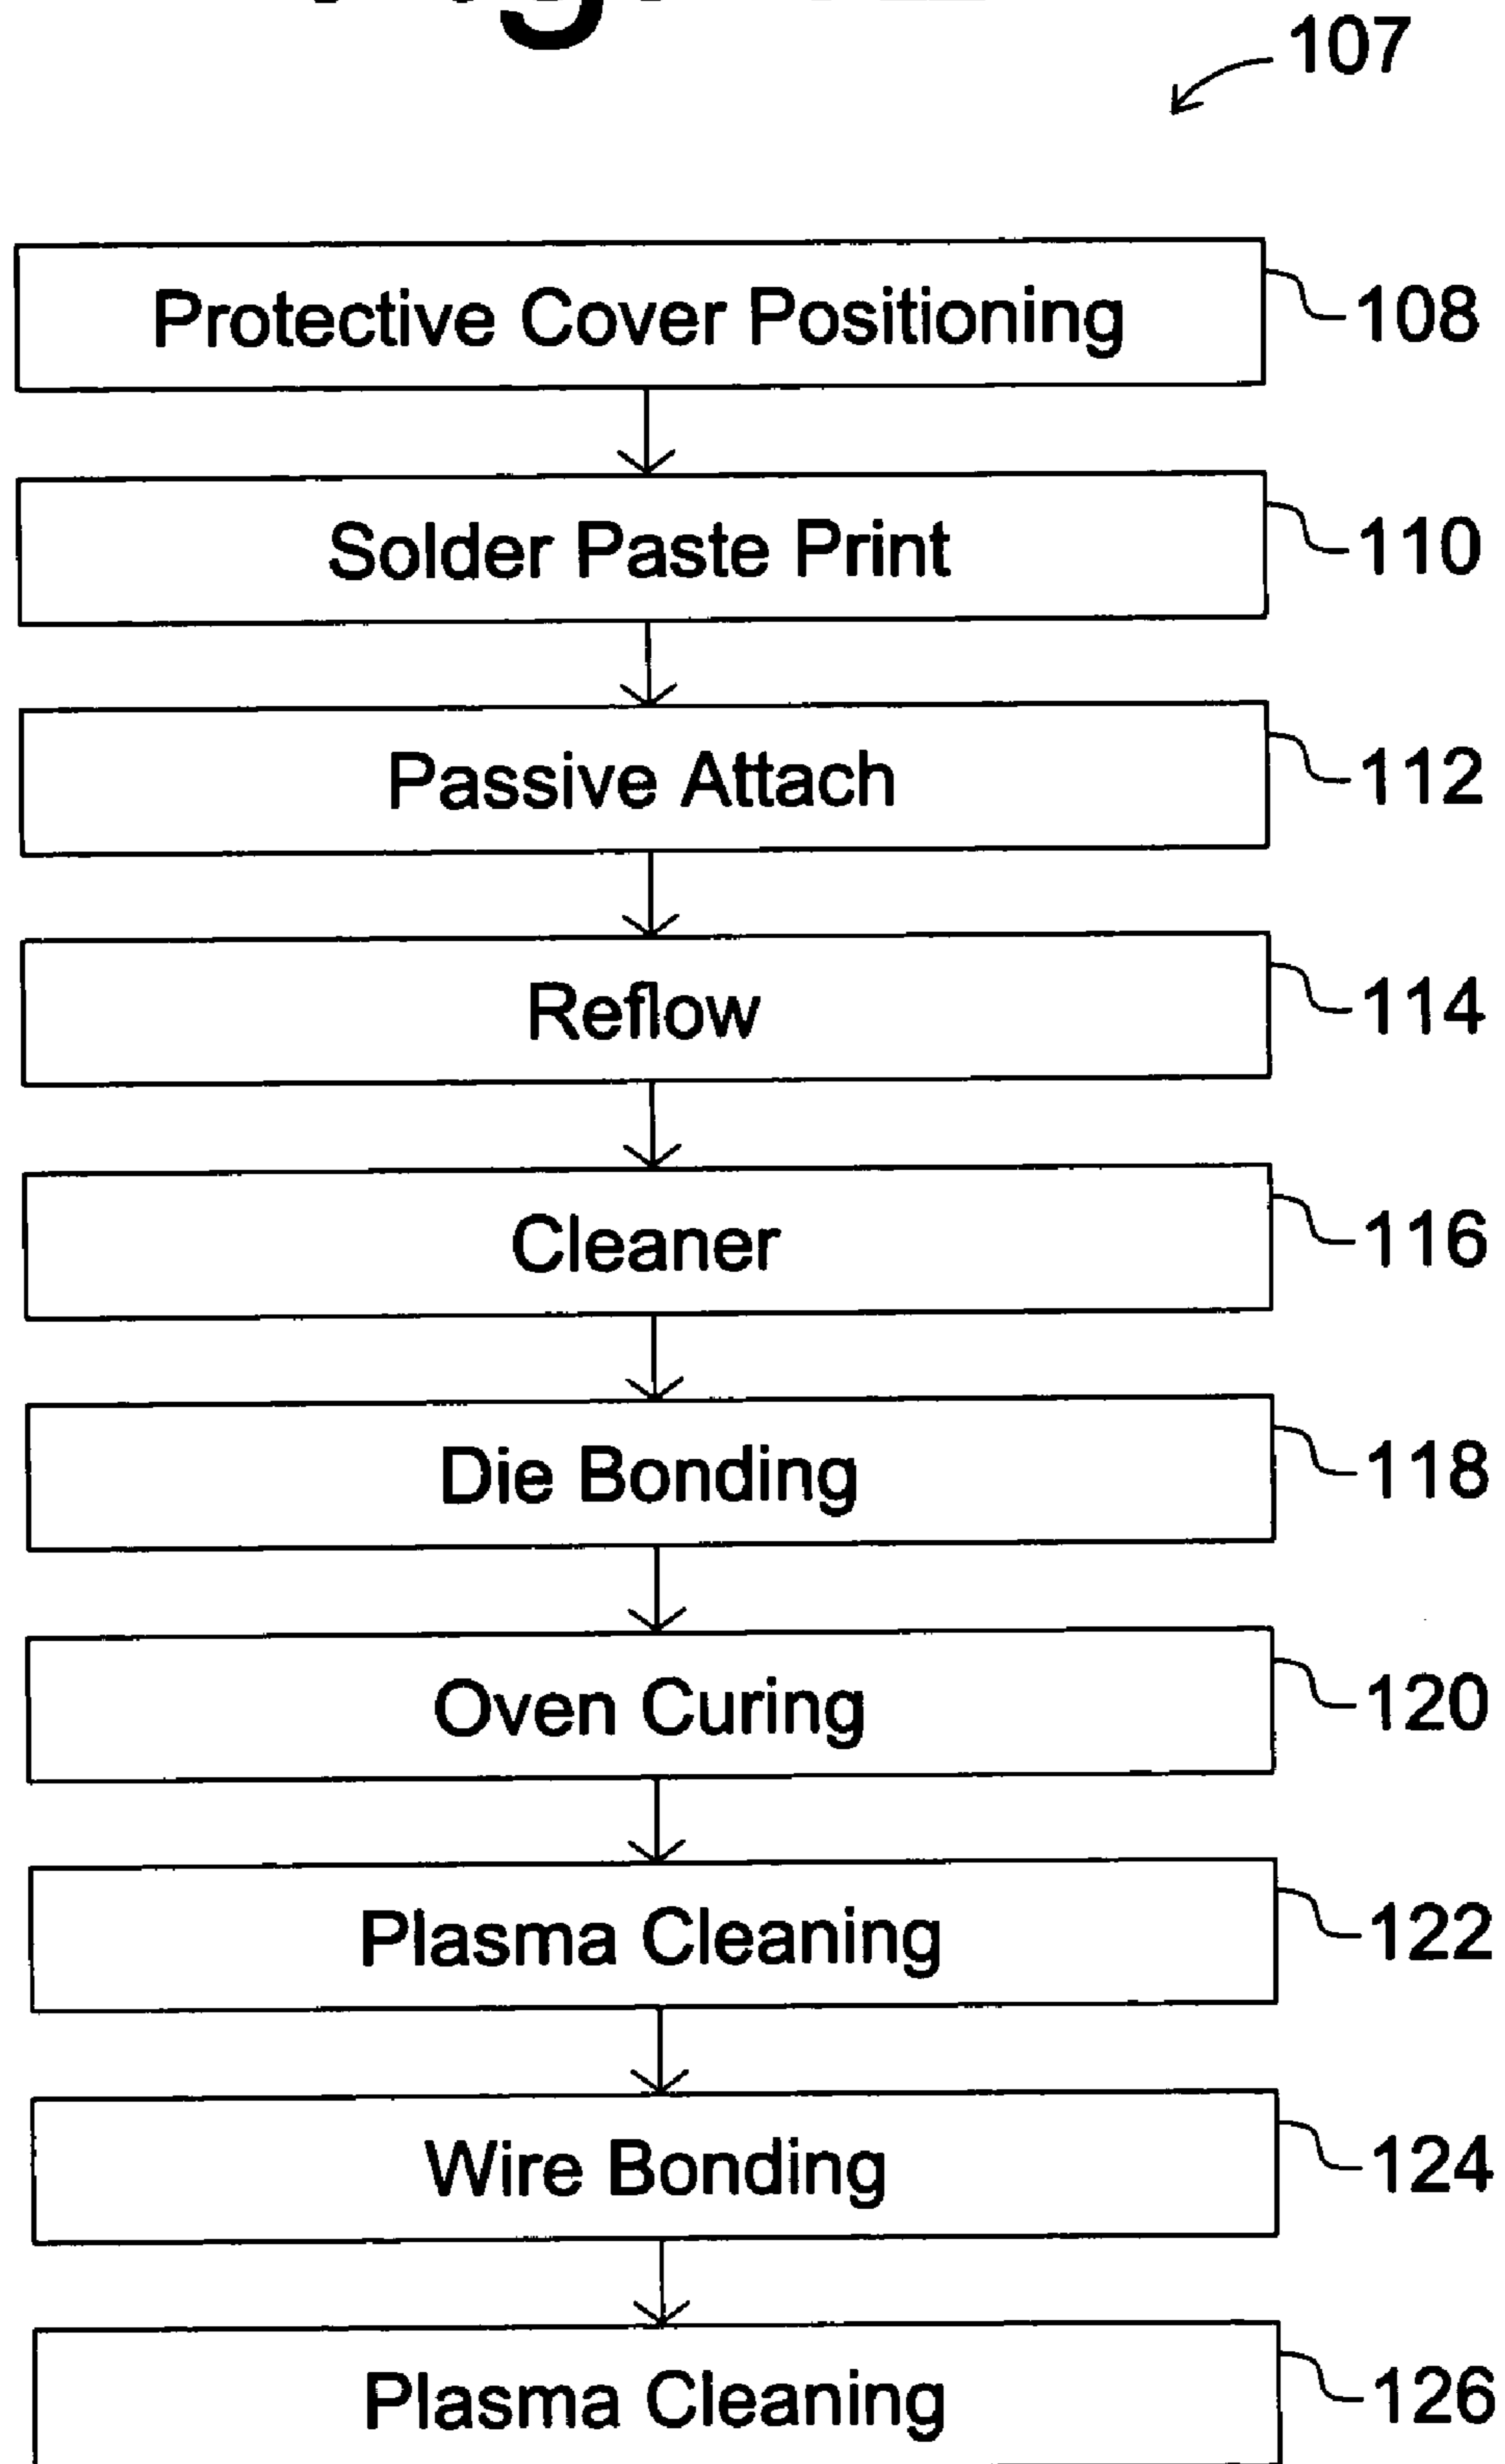 107
Protective Cover Positioning 108
Solder Paste Print 110
Passive Attach 112
Reflow 114
Cleaner 116
Die Bonding 118
Oven Curing 120
Plasma Cleaning 122
Wire Bonding 124
Plasma Cleaning 126